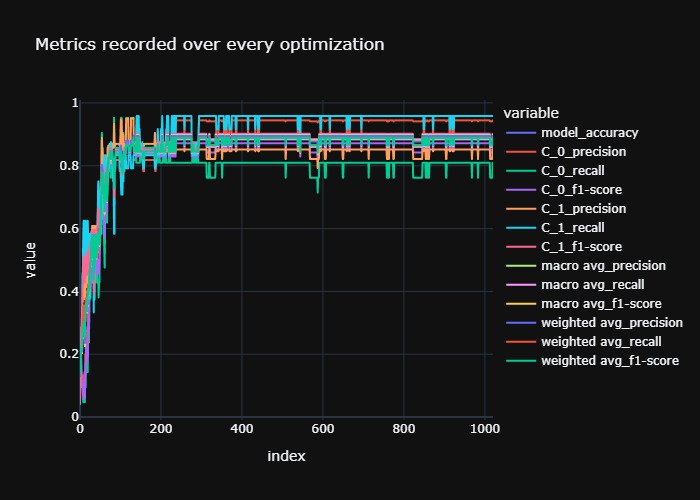 Metrics recorded over every optimization
variable
model_accuracy
C_0_precision
C_0_recall
C_0_f1-score
C_1_precision
C_1_recall
C_1_f1-score
macro avg_precision
macro avg_recall
macro avg_f1-score
weighted avg_precision
weighted avg_recall
weighted avg_f1-score
1
0.8
0.6
0.4
0.2
0
value
0 200 400 600 800 1000
index